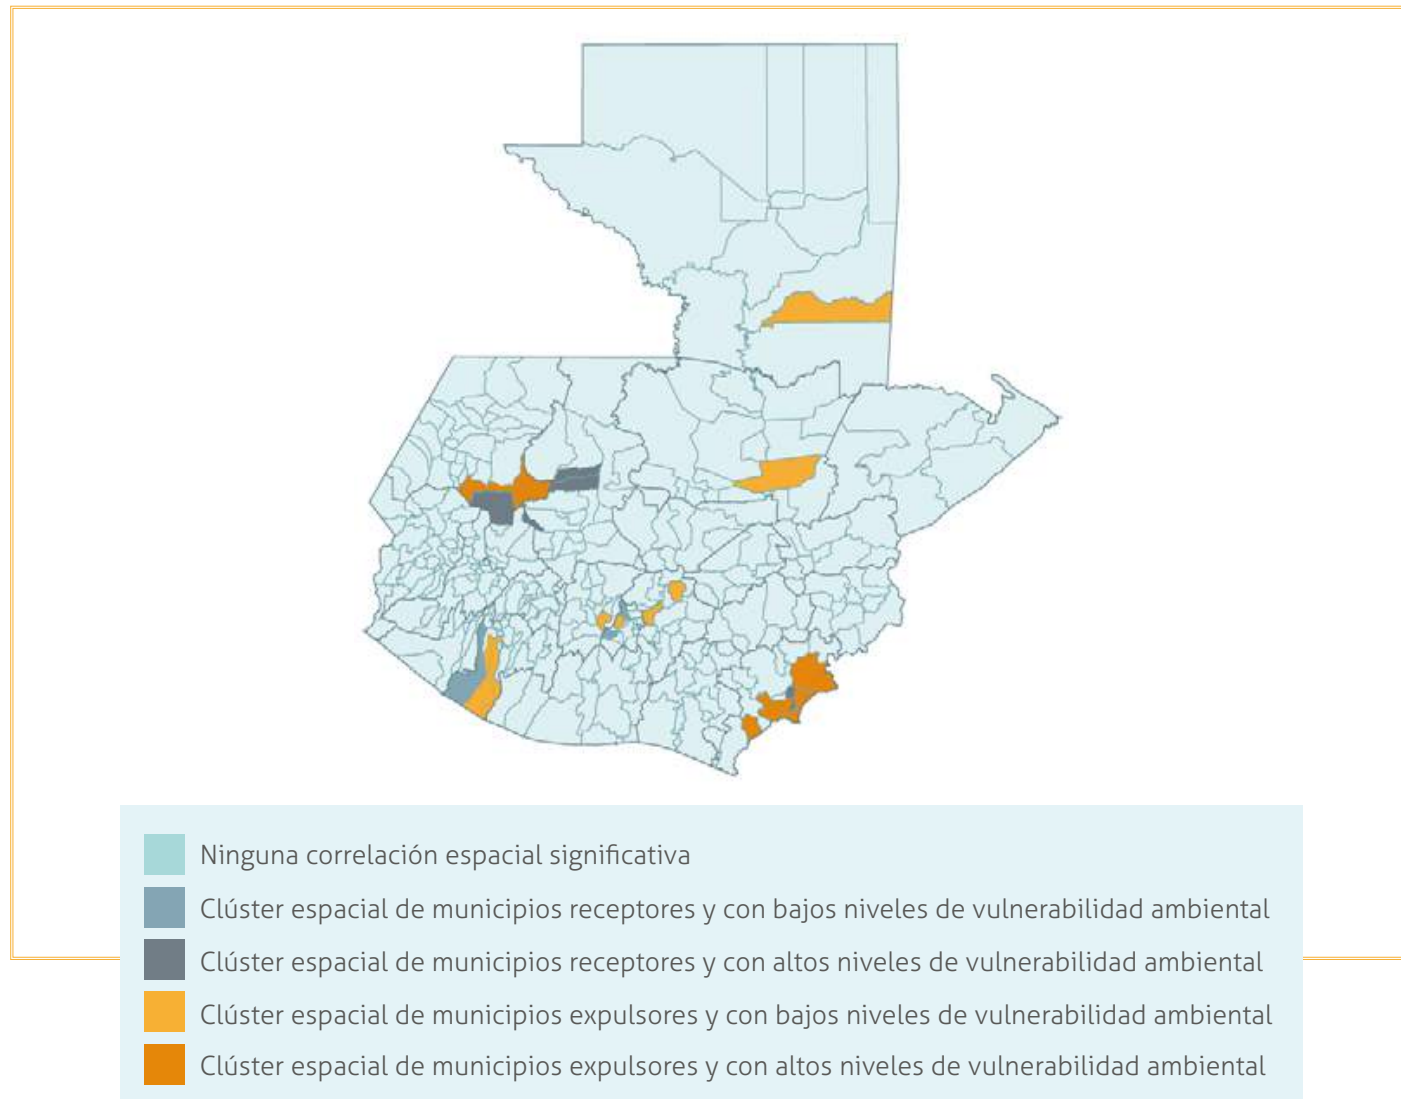 Ninguna correlación espacial significativa
Clúster espacial de municipios receptores y con bajos niveles de vulnerabilidad ambiental
Clúster espacial de municipios receptores y con altos niveles de vulnerabilidad ambiental
Clúster espacial de municipios expulsores y con bajos niveles de vulnerabilidad ambiental
Clúster espacial de municipios expulsores y con altos niveles de vulnerabilidad ambiental